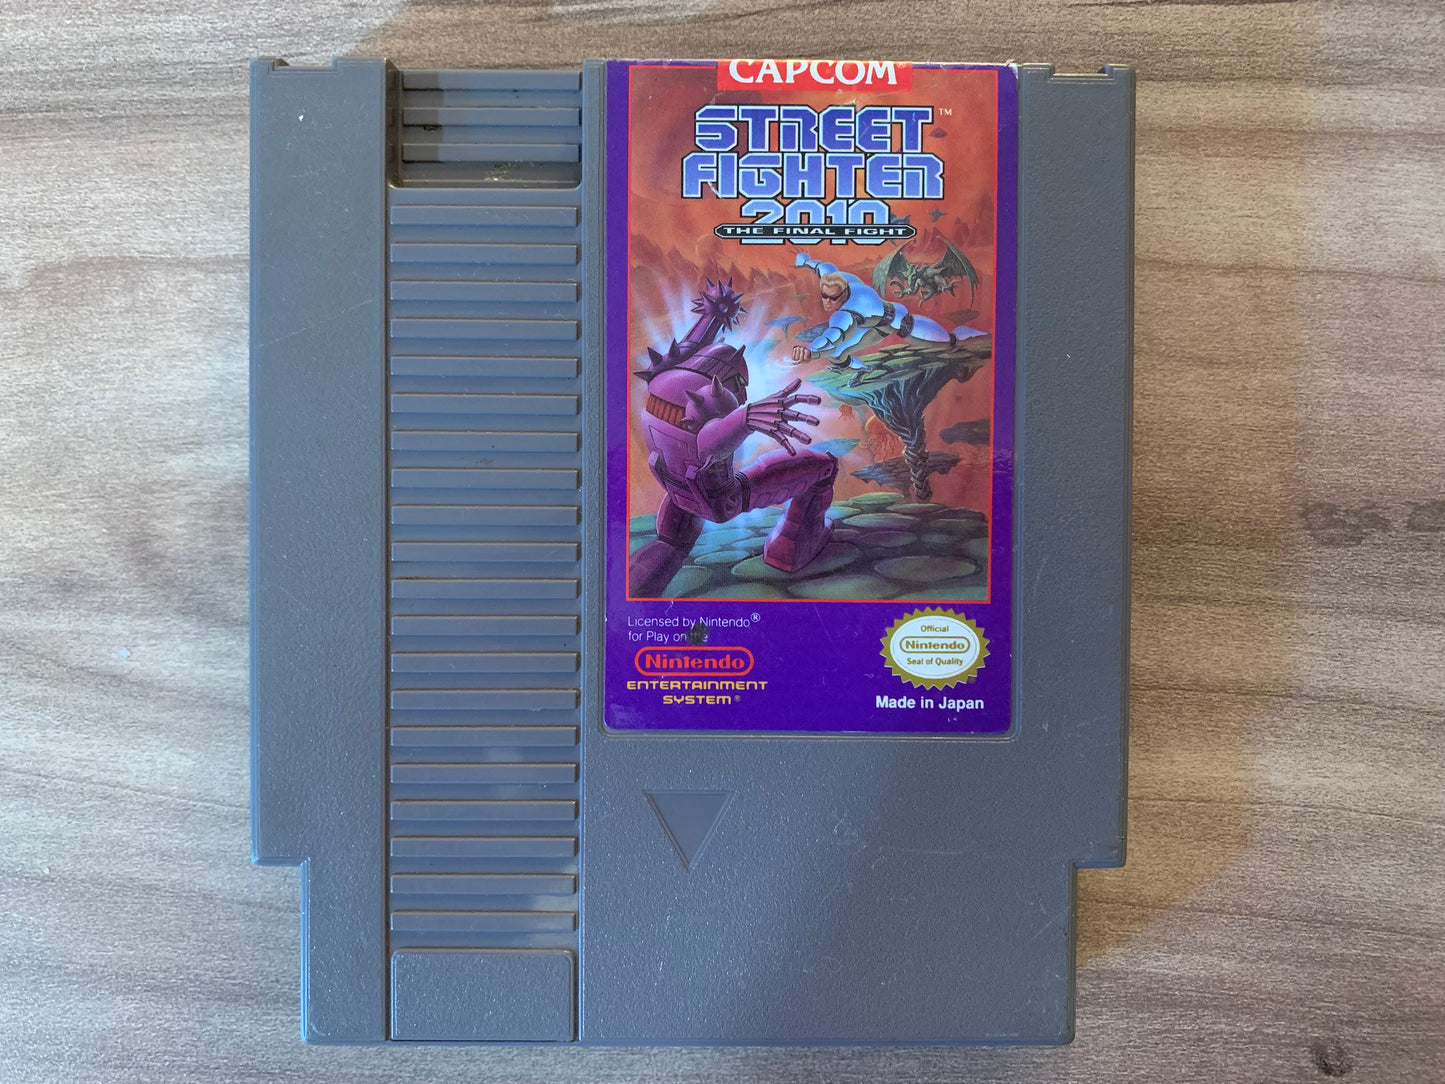 CAPCOM®
STREET™
FIGHTER
2010
THE FINAL FIGHT
Licensed by Nintendo®
for Play on the
Nintendo
ENTERTAINMENT
SYSTEM®
Official
Nintendo
Seal of Quality
Made in Japan